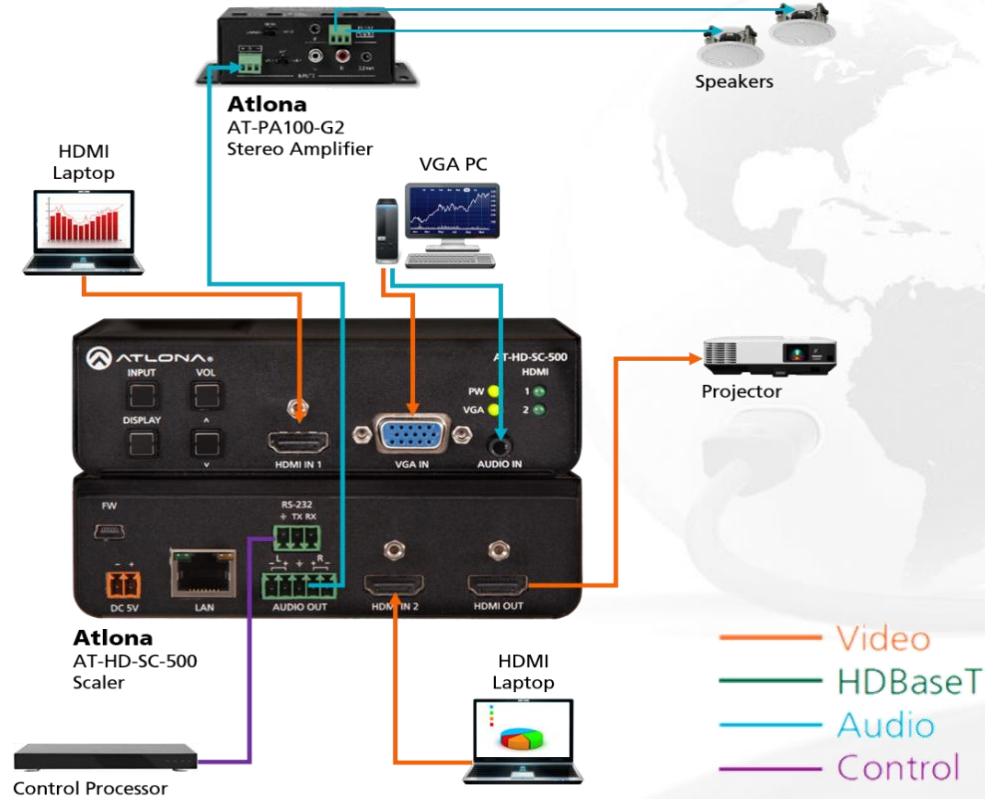 Speakers
Atlona
AT-PA100-G2
Stereo Amplifier
INPUTS
HDMI
Laptop
VGA PC
ATLONA®
AT-HD-SC-500
INPUT
VOL
HDMI
PW
1
VGA
2
DISPLAY
HDMI IN 1
VGA IN
AUDIO IN
Projector
FW
RS-232
TX RX
L
R
- +
DC 5V
LAN
AUDIO OUT
HDMI IN 2
HDMI OUT
Atlona
AT-HD-SC-500
Scaler
HDMI
Laptop
Control Processor
Video
HDBaseT
Audio
Control